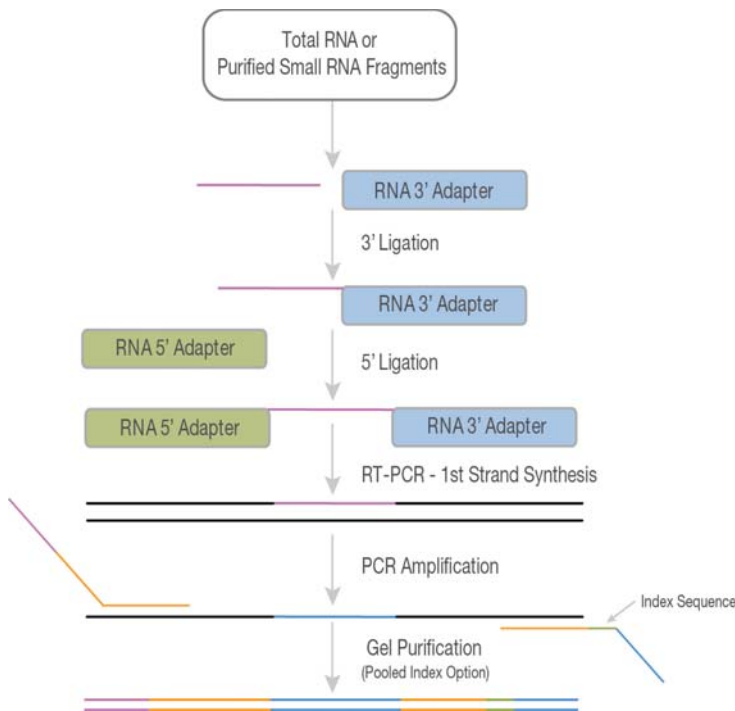 Total RNA or
Purified Small RNA Fragments
RNA 3’ Adapter
3’ Ligation
RNA 3’ Adapter
RNA 5’ Adapter
5’ Ligation
RNA 5’ Adapter
RNA 3’ Adapter
RT-PCR - 1st Strand Synthesis
PCR Amplification
Index Sequence
Gel Purification
(Pooled Index Option)